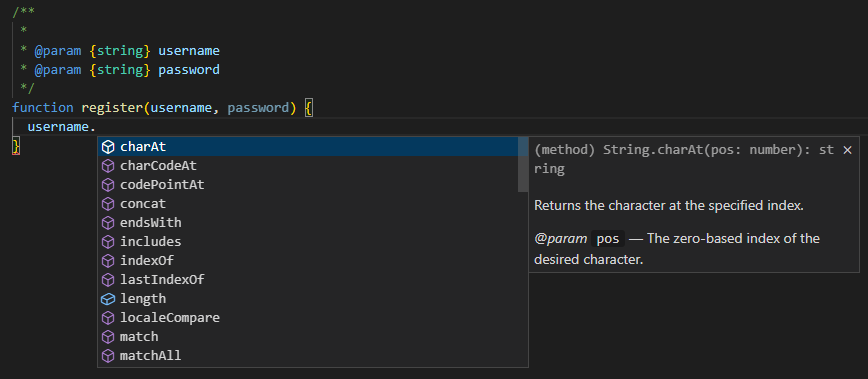 /**
*
* @param {string} username
* @param {string} password
*/
function register(username, password) {
username.
}
charAt
charCodeAt
codePointAt
concat
endsWith
includes
indexOf
lastIndexOf
length
localeCompare
match
matchAll
(method) String.charAt(pos: number): st
ring
Returns the character at the specified index.
@param pos — The zero-based index of the
desired character.